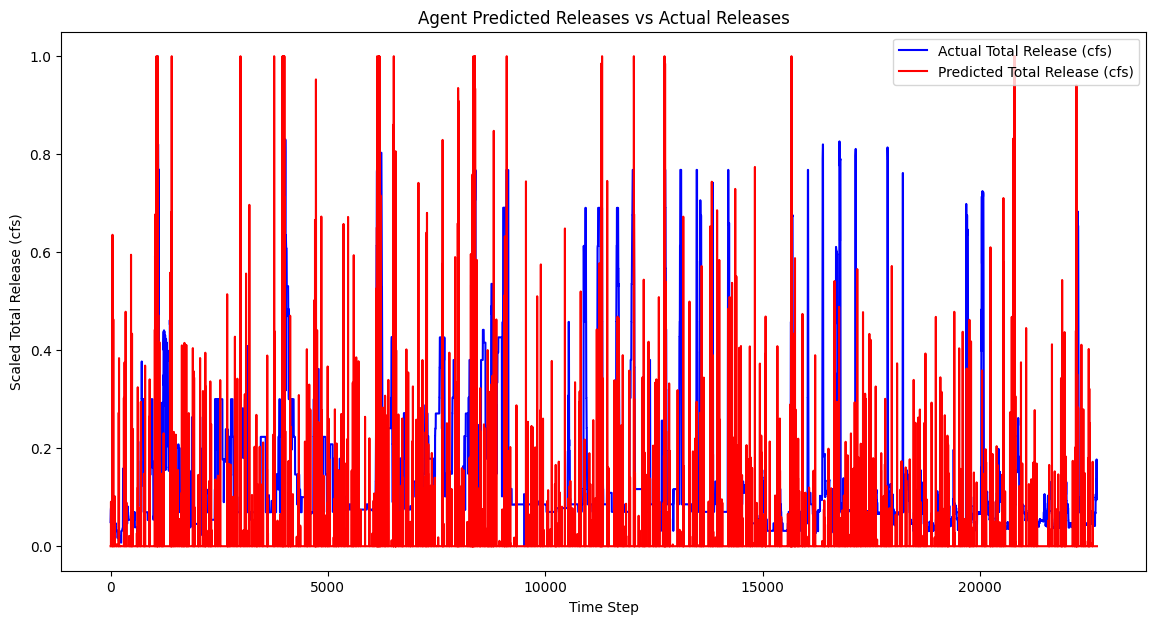 Agent Predicted Releases vs Actual Releases
Actual Total Release (cfs)
Predicted Total Release (cfs)
Scaled Total Release (cfs)
1.0
0.8
0.6
0.4
0.2
0.0
0 5000 10000 15000 20000
Time Step